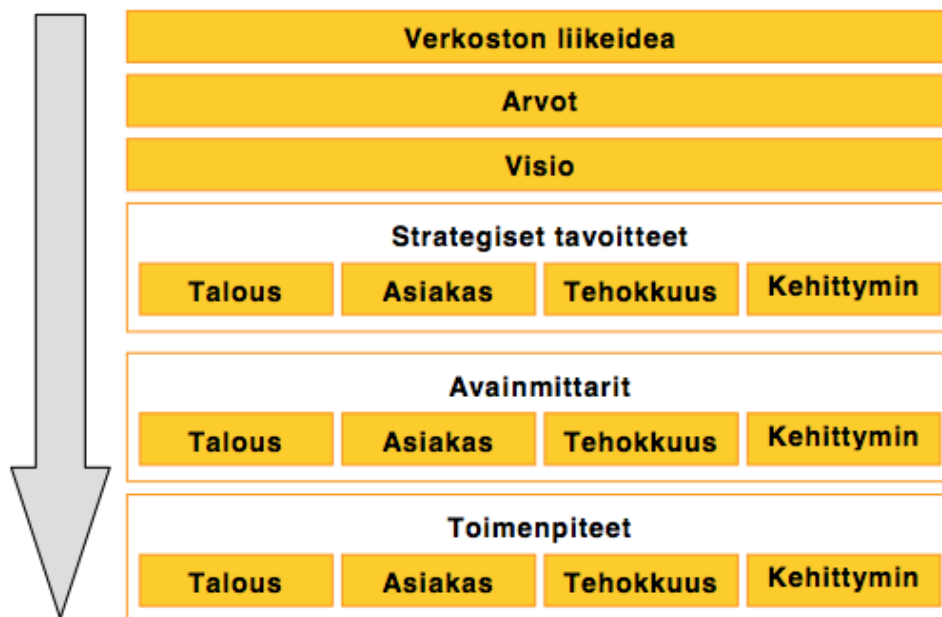 Verkoston liikeidea
Arvot
Visio
Strategiset tavoitteet
Talous Asiakas Tehokkuus Kehittymin
Avainmittarit
Talous Asiakas Tehokkuus Kehittymin
Toimenpiteet
Talous Asiakas Tehokkuus Kehittymin